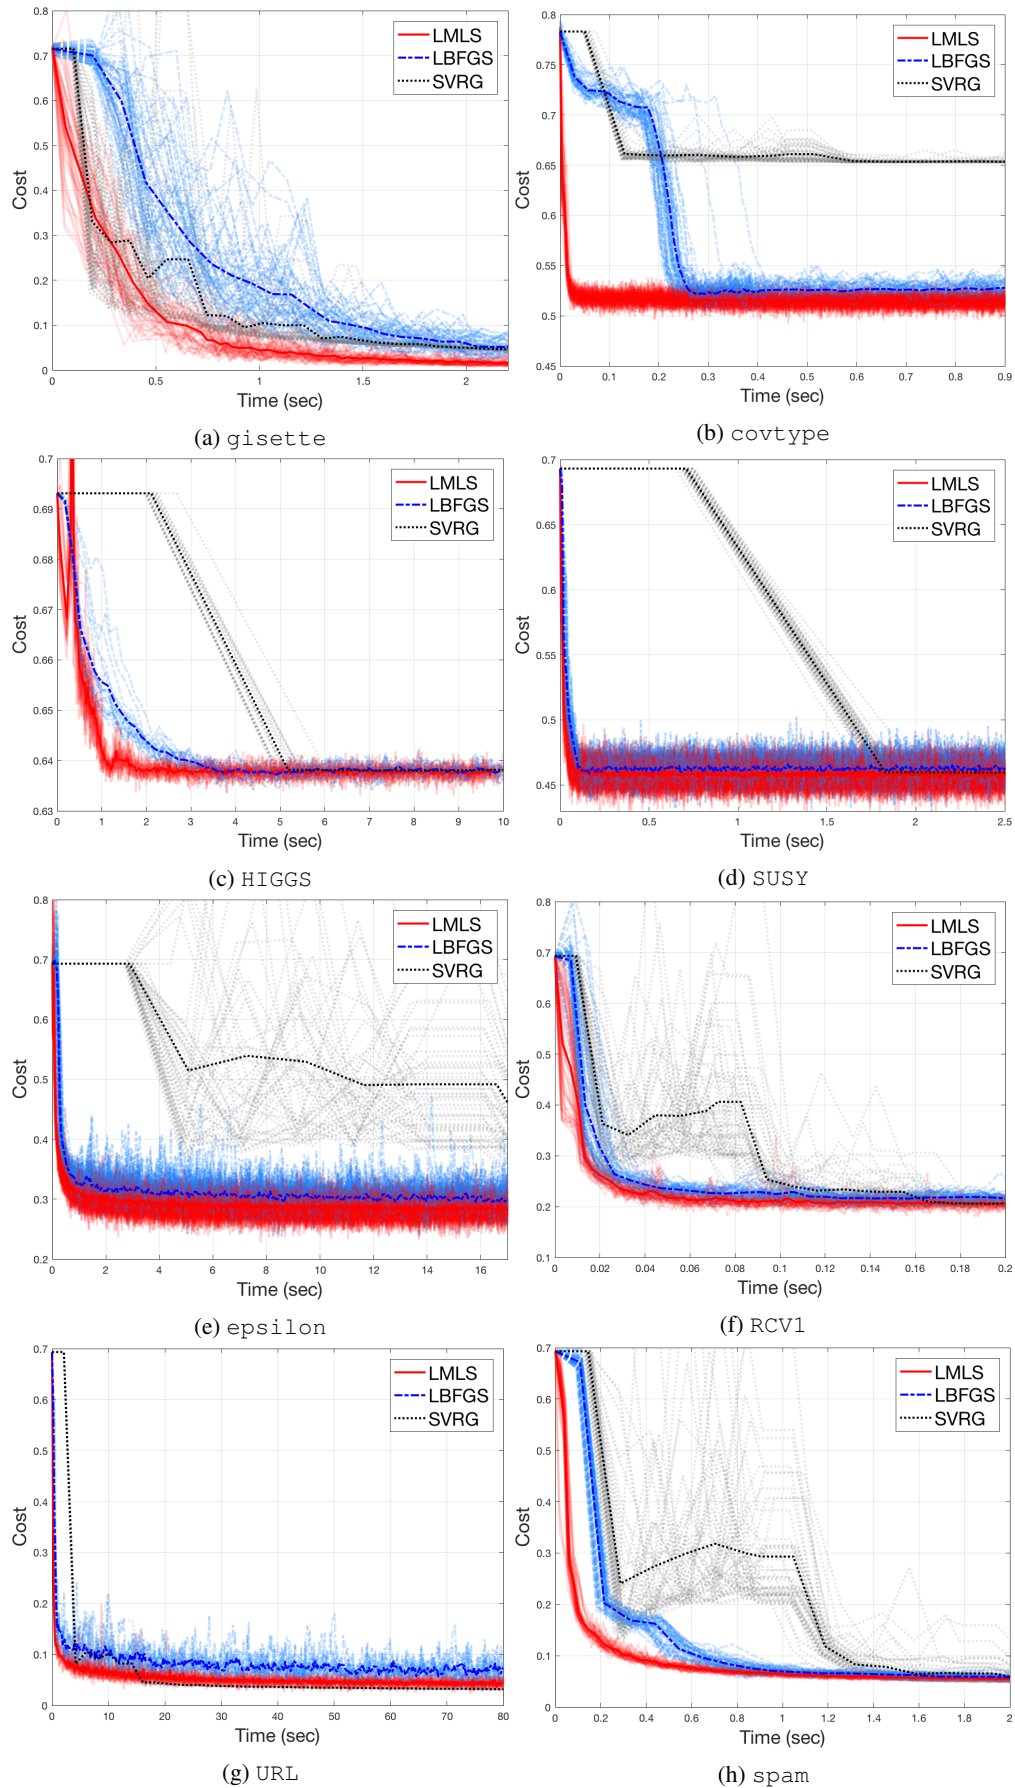 0.8
0.7
0.6
0.5
0.4
0.3
0.2
0.1
0
Cost
LMLS
LBFGS
SVRG
0.5
1
1.5
2
Time (sec)
(a) gisette
0.8
0.75
0.7
0.65
0.6
0.55
0.5
0.45
Cost
LMLS
LBFGS
SVRG
0
0.1
0.2
0.3
0.4
0.5
0.6
0.7
0.8
0.9
Time (sec)
(b) covtype
0.7
0.69
0.68
0.67
0.66
0.65
0.64
0.63
Cost
LMLS
LBFGS
SVRG
0
1
2
3
4
5
6
7
8
9
10
Time (sec)
(c) HIGGS
0.7
0.65
0.6
0.55
0.5
0.45
Cost
LMLS
LBFGS
SVRG
0
0.5
1
1.5
2
2.5
Time (sec)
(d) SUSY
0.8
0.7
0.6
0.5
0.4
0.3
0.2
Cost
LMLS
LBFGS
SVRG
0
2
4
6
8
10
12
14
16
Time (sec)
(e) epsilon
0.8
0.7
0.6
0.5
0.4
0.3
0.2
0.1
Cost
LMLS
LBFGS
SVRG
0
0.02
0.04
0.06
0.08
0.1
0.12
0.14
0.16
0.18
0.2
Time (sec)
(f) RCV1
0.7
0.6
0.5
0.4
0.3
0.2
0.1
0
Cost
LMLS
LBFGS
SVRG
0
10
20
30
40
50
60
70
80
Time (sec)
(g) URL
0.7
0.6
0.5
0.4
0.3
0.2
0.1
0
Cost
LMLS
LBFGS
SVRG
0
0.2
0.4
0.6
0.8
1
1.2
1.4
1.6
1.8
2
Time (sec)
(h) spam